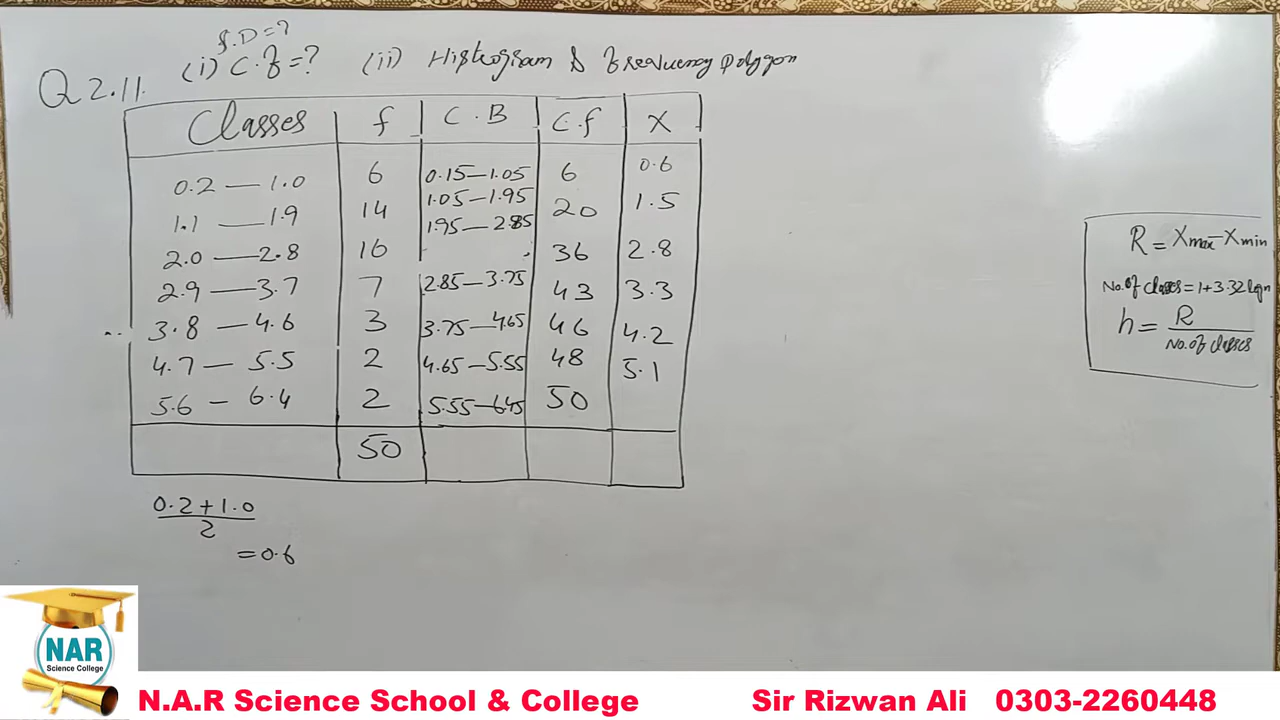 f.D=?
Q 2.11. (i) C.f=? (ii) Histrogram & frequency polygon
Classes f C.B C.f X
0.2 — 1.0 6 0.15—1.05 6 0.6
1.1 — 1.9 14 1.05—1.95 20 1.5
2.0 — 2.8 16 1.95—2.85 36 2.8
2.9 — 3.7 7 2.85—3.75 43 3.3
3.8 — 4.6 3 3.75—4.65 46 4.2
4.7 — 5.5 2 4.65—5.55 48 5.1
5.6 — 6.4 2 5.55—6.45 50
50
0.2+1.0
2
=0.6
R = Xmax-Xmin
No.of classes=1+3.32logn
h = R
No.of classes
NAR
Science College
N.A.R Science School & College Sir Rizwan Ali 0303-2260448